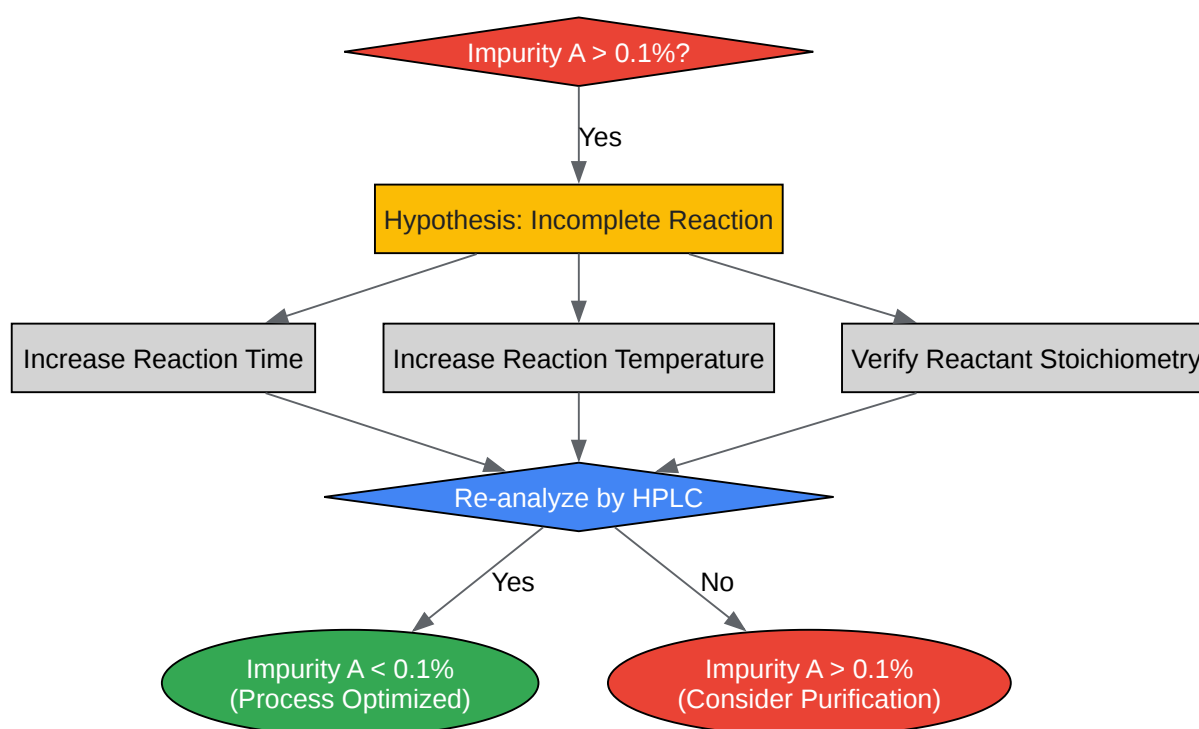 Impurity A > 0.1%?
Yes
Hypothesis: Incomplete Reaction
Increase Reaction Time
Increase Reaction Temperature
Verify Reactant Stoichiometry
Re-analyze by HPLC
Yes
No
Impurity A < 0.1%
(Process Optimized)
Impurity A > 0.1%
(Consider Purification)